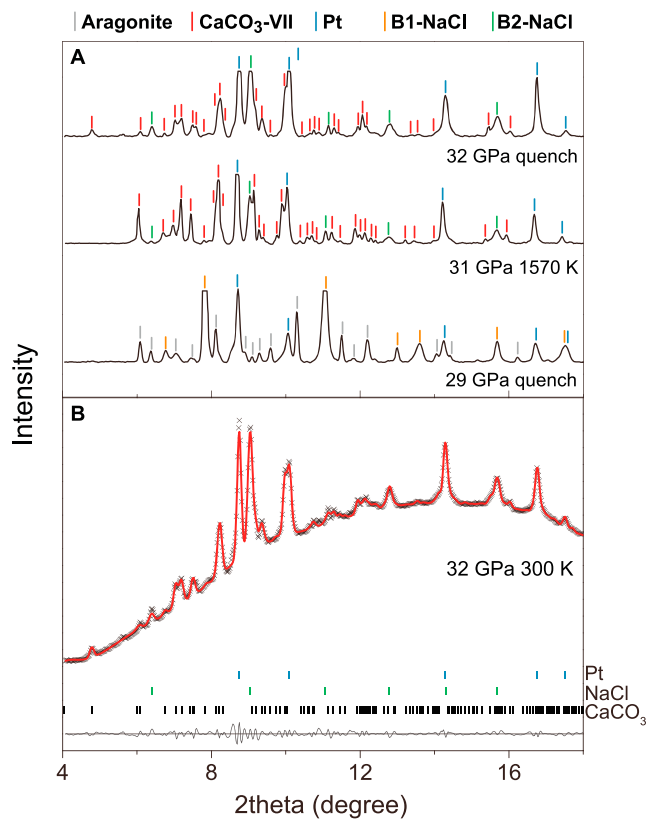 Aragonite CaCO₃-VII Pt B1-NaCl B2-NaCl
A
32 GPa quench
31 GPa 1570 K
29 GPa quench
Intensity
B
32 GPa 300 K
Pt
NaCl
CaCO₃
4 8 12 16
2theta (degree)